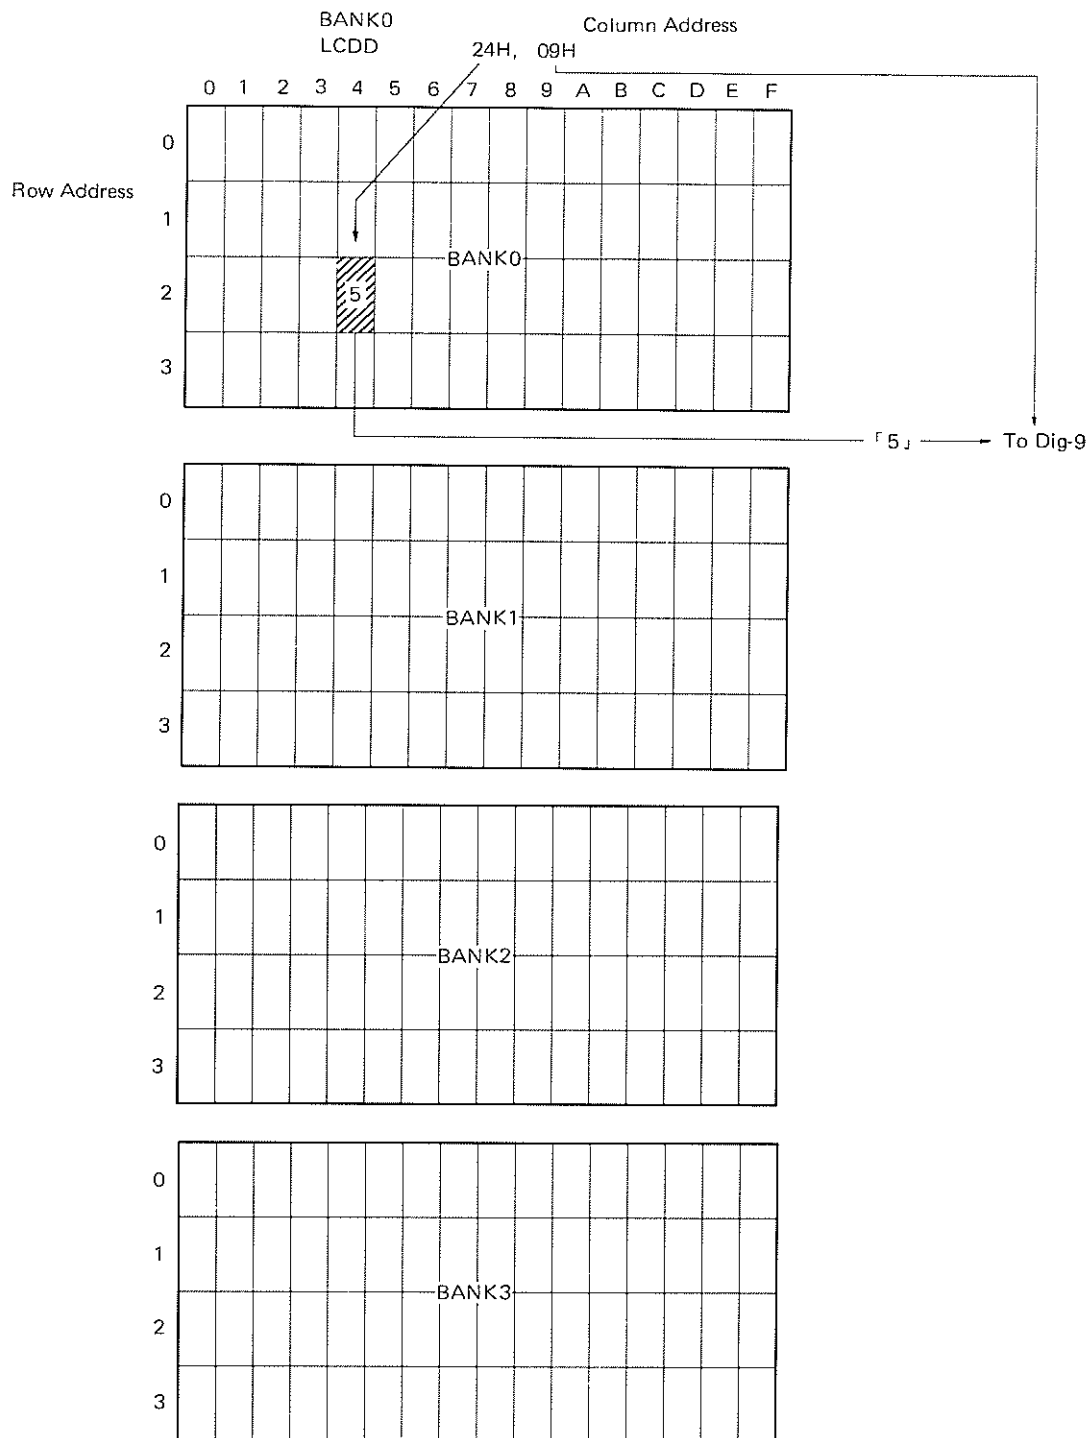 BANK0
LCDD
Column Address
24H, 09H
0 1 2 3 4 5 6 7 8 9 A B C D E F
0
Row Address
1
BANK0
2
5
3
「5」
To Dig-9
0
1
BANK1
2
3
0
1
BANK2
2
3
0
1
BANK3
2
3